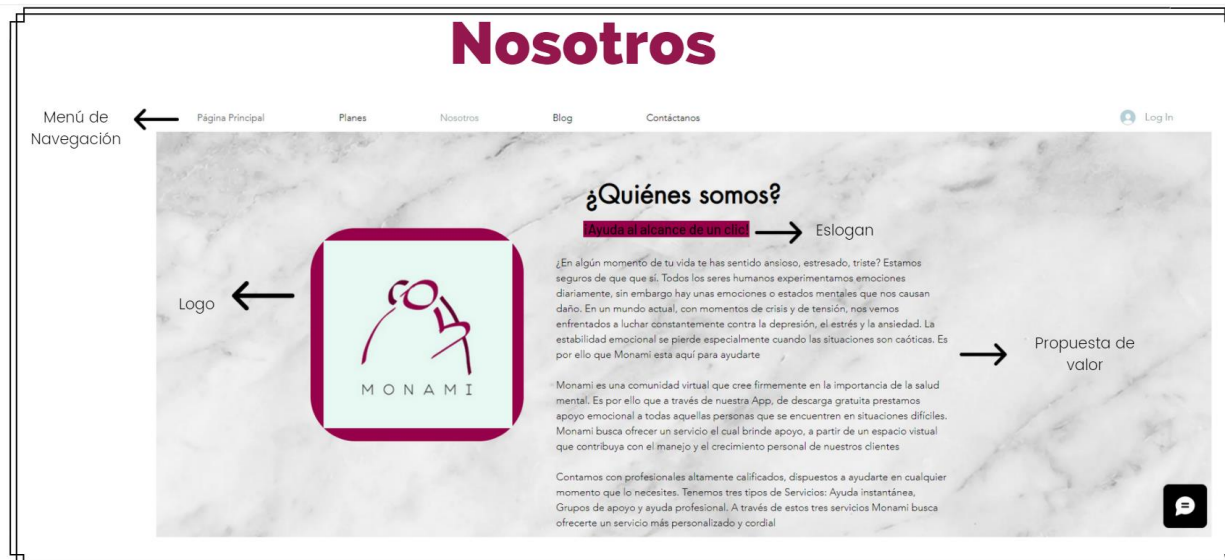 Nosotros
Menú de
Navegación
Página Principal
Planes
Nosotros
Blog
Contáctanos
Log In
¿Quiénes somos?
¡Ayuda al alcance de un clic!
Eslogan
Logo
MONAMI
¿En algún momento de tu vida te has sentido ansioso, estresado, triste? Estamos
seguros de que que sí. Todos los seres humanos experimentamos emociones
diariamente, sin embargo hay unas emociones o estados mentales que nos causan
daño. En un mundo actual, con momentos de crisis y de tensión, nos vemos
enfrentados a luchar constantemente contra la depresión, el estrés y la ansiedad. La
estabilidad emocional se pierde especialmente cuando las situaciones son caóticas. Es
por ello que Monami esta aquí para ayudarte
Monami es una comunidad virtual que cree firmemente en la importancia de la salud
mental. Es por ello que a través de nuestra App, de descarga gratuita prestamos
apoyo emocional a todas aquellas personas que se encuentren en situaciones difíciles.
Monami busca ofrecer un servicio el cual brinde apoyo, a partir de un espacio vistual
que contribuya con el manejo y el crecimiento personal de nuestros clientes
Contamos con profesionales altamente calificados, dispuestos a ayudarte en cualquier
momento que lo necesites. Tenemos tres tipos de Servicios: Ayuda instantánea,
Grupos de apoyo y ayuda profesional. A través de estos tres servicios Monami busca
ofrecerte un servicio más personalizado y cordial
Propuesta de
valor